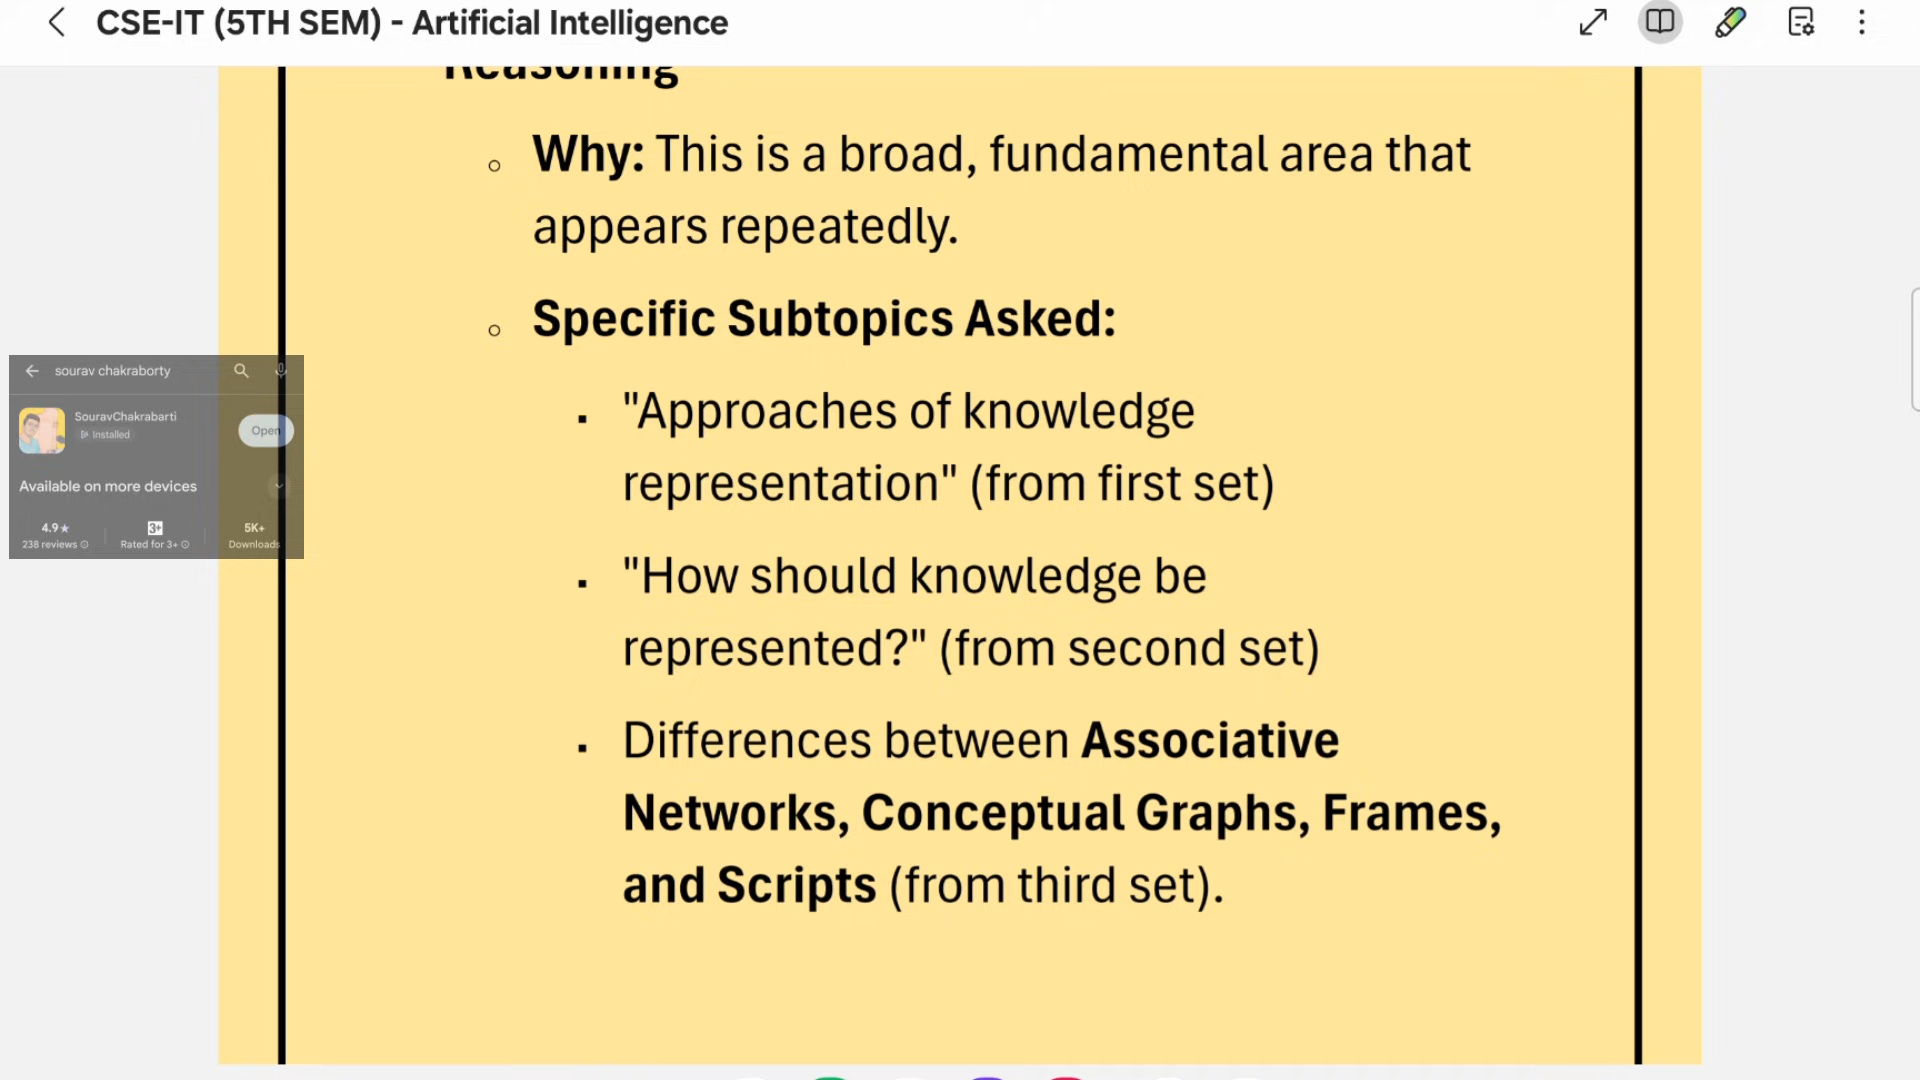 CSE-IT (5TH SEM) - Artificial Intelligence
Reasoning
Why: This is a broad, fundamental area that
appears repeatedly.
Specific Subtopics Asked:
"Approaches of knowledge
representation" (from first set)
"How should knowledge be
represented?" (from second set)
Differences between Associative
Networks, Conceptual Graphs, Frames,
and Scripts (from third set).
sourav chakraborty
SouravChakrabarti
Installed
Open
Available on more devices
4.9★
3+
5K+
238 reviews
Rated for 3+
Downloads